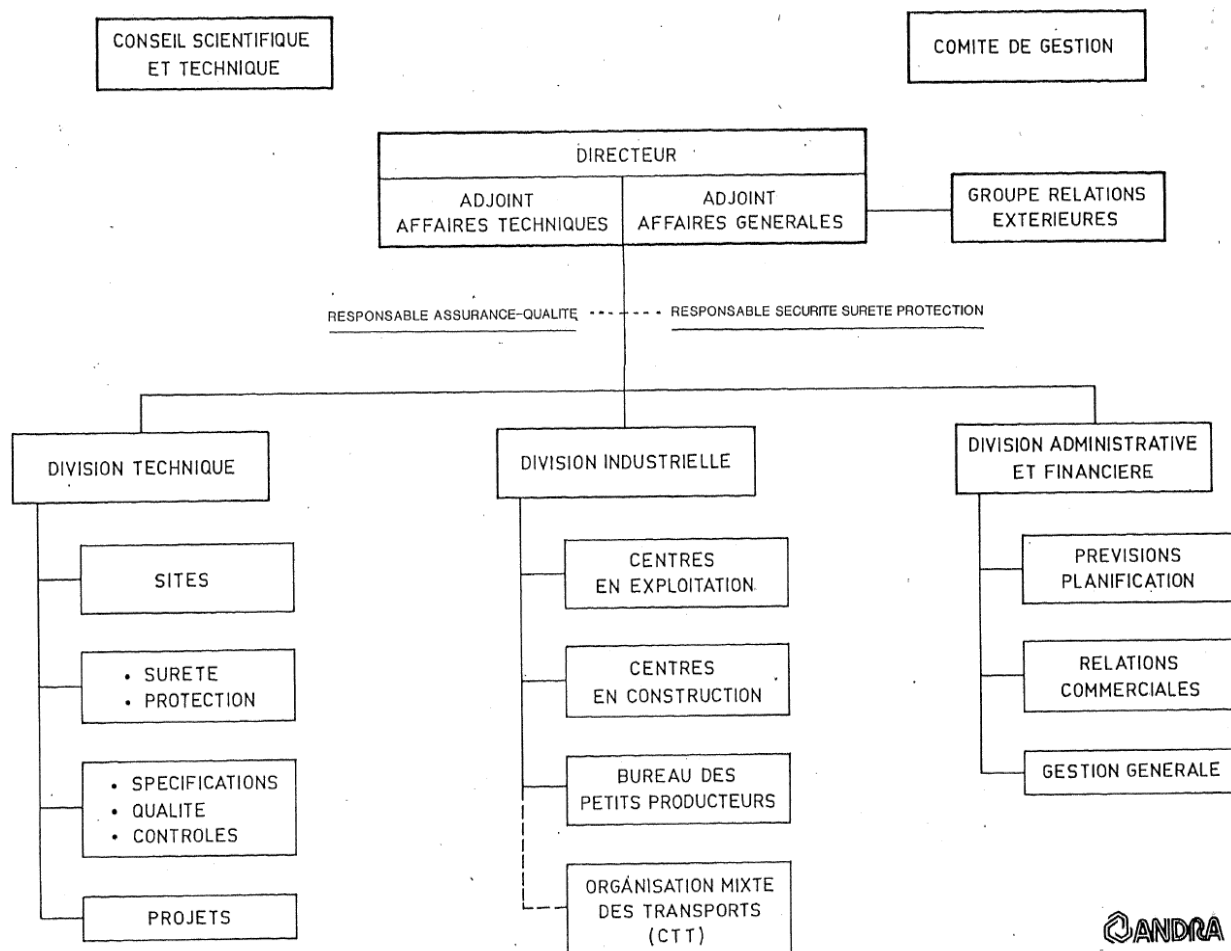 CONSEIL SCIENTIFIQUE
ET TECHNIQUE
COMITE DE GESTION
DIRECTEUR
ADJOINT
AFFAIRES TECHNIQUES
ADJOINT
AFFAIRES GENERALES
GROUPE RELATIONS
EXTERIEURES
RESPONSABLE ASSURANCE-QUALITE
RESPONSABLE SECURITE SURETE PROTECTION
DIVISION TECHNIQUE
SITES
• SURETE
• PROTECTION
• SPECIFICATIONS
• QUALITE
• CONTROLES
PROJETS
DIVISION INDUSTRIELLE
CENTRES
EN EXPLOITATION
CENTRES
EN CONSTRUCTION
BUREAU DES
PETITS PRODUCTEURS
ORGANISATION MIXTE
DES TRANSPORTS
(CTT)
DIVISION ADMINISTRATIVE
ET FINANCIERE
PREVISIONS
PLANIFICATION
RELATIONS
COMMERCIALES
GESTION GENERALE
ANDRA